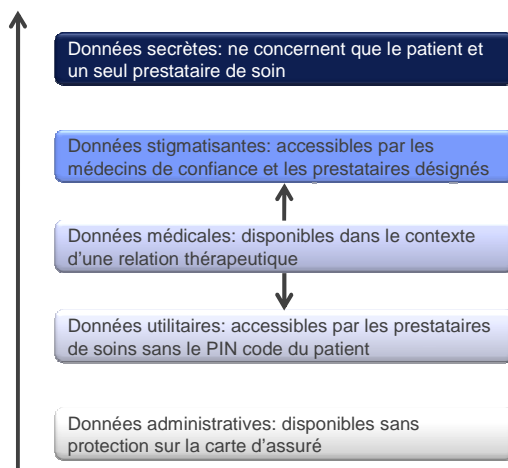 Données secrètes: ne concernent que le patient et
un seul prestataire de soin
Données stigmatisantes: accessibles par les
médecins de confiance et les prestataires désignés
Données médicales: disponibles dans le contexte
d'une relation thérapeutique
Données utilitaires: accessibles par les prestataires
de soins sans le PIN code du patient
Données administratives: disponibles sans
protection sur la carte d'assuré